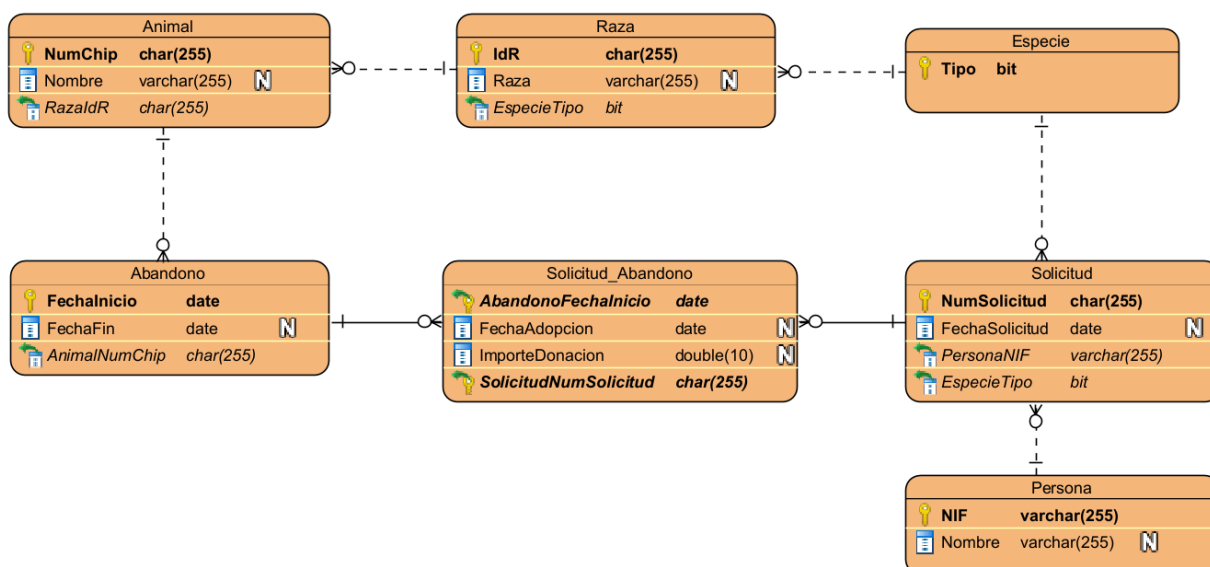 Animal
NumChip char(255)
Nombre varchar(255) N
RazaIdR char(255)
Raza
IdR char(255)
Raza varchar(255) N
EspecieTipo bit
Especie
Tipo bit
Abandono
FechaInicio date
FechaFin date N
AnimalNumChip char(255)
Solicitud_Abandono
AbandonoFechaInicio date
FechaAdopcion date N
ImporteDonacion double(10) N
SolicitudNumSolicitud char(255)
Solicitud
NumSolicitud char(255)
FechaSolicitud date N
PersonaNIF varchar(255)
EspecieTipo bit
Persona
NIF varchar(255)
Nombre varchar(255) N